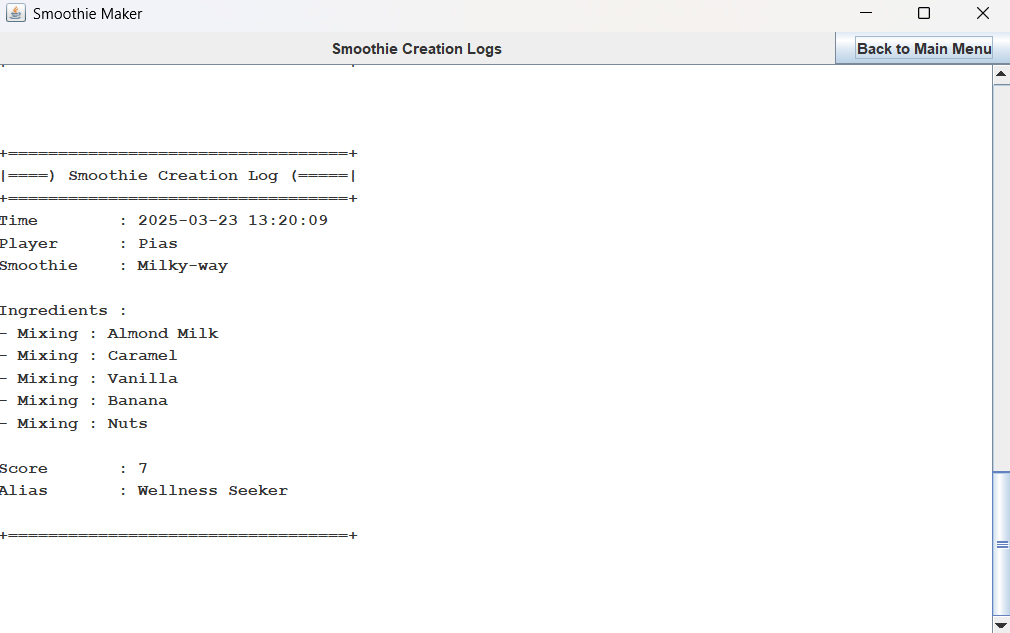 Smoothie Maker
Smoothie Creation Logs
Back to Main Menu
+==================================+
|====) Smoothie Creation Log (=====|
+==================================+
Time        : 2025-03-23 13:20:09
Player      : Pias
Smoothie    : Milky-way
Ingredients :
- Mixing : Almond Milk
- Mixing : Caramel
- Mixing : Vanilla
- Mixing : Banana
- Mixing : Nuts
Score       : 7
Alias       : Wellness Seeker
+==================================+